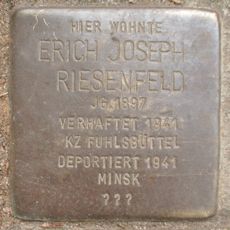 HIER WOHNTE
ERICH JOSEPH
RIESENFELD
JG. 1897
VERHAFTET 1941
KZ FUHLSBÜTTEL
DEPORTIERT 1941
MINSK
???